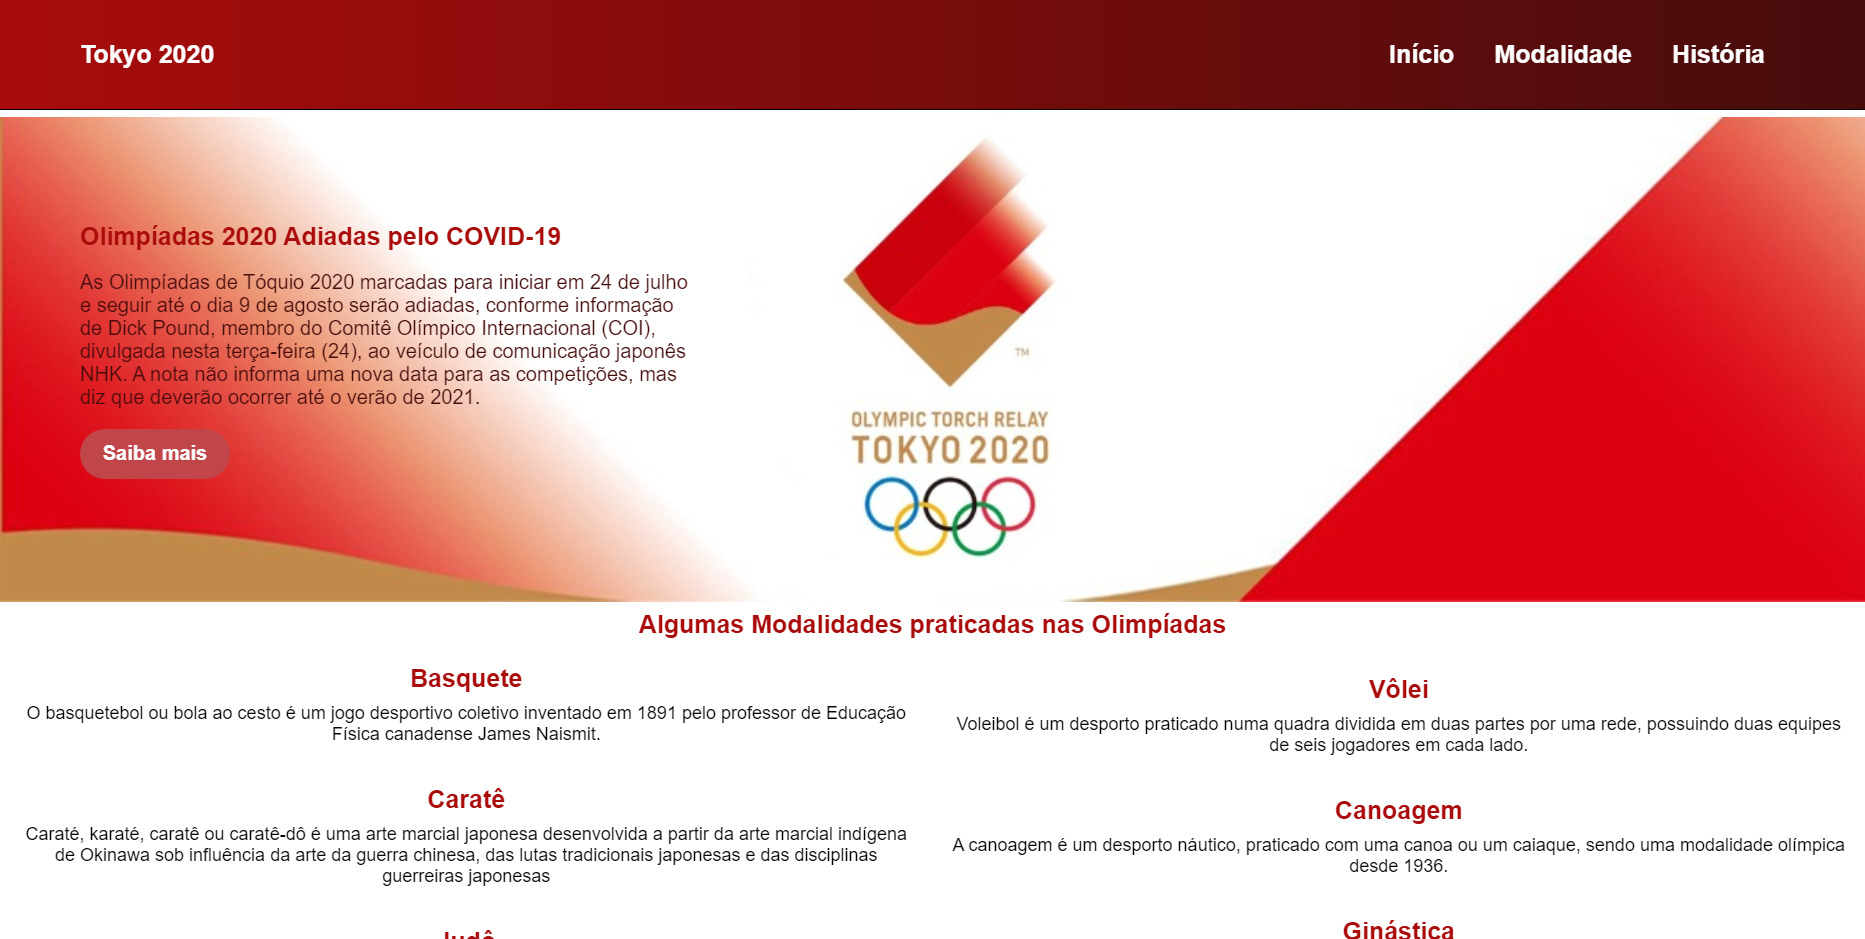 Tokyo 2020
Início
Modalidade
História
Olimpíadas 2020 Adiadas pelo COVID-19
As Olimpíadas de Tóquio 2020 marcadas para iniciar em 24 de julho
e seguir até o dia 9 de agosto serão adiadas, conforme informação
de Dick Pound, membro do Comitê Olímpico Internacional (COI),
divulgada nesta terça-feira (24), ao veículo de comunicação japonês
NHK. A nota não informa uma nova data para as competições, mas
diz que deverão ocorrer até o verão de 2021.
Saiba mais
TM
OLYMPIC TORCH RELAY
TOKYO 2020
Algumas Modalidades praticadas nas Olimpíadas
Basquete
O basquetebol ou bola ao cesto é um jogo desportivo coletivo inventado em 1891 pelo professor de Educação
Física canadense James Naismit.
Vôlei
Voleibol é um desporto praticado numa quadra dividida em duas partes por uma rede, possuindo duas equipes
de seis jogadores em cada lado.
Caratê
Caraté, karaté, caratê ou caratê-dô é uma arte marcial japonesa desenvolvida a partir da arte marcial indígena
de Okinawa sob influência da arte da guerra chinesa, das lutas tradicionais japonesas e das disciplinas
guerreiras japonesas
Canoagem
A canoagem é um desporto náutico, praticado com uma canoa ou um caiaque, sendo uma modalidade olímpica
desde 1936.
Judô
Ginástica